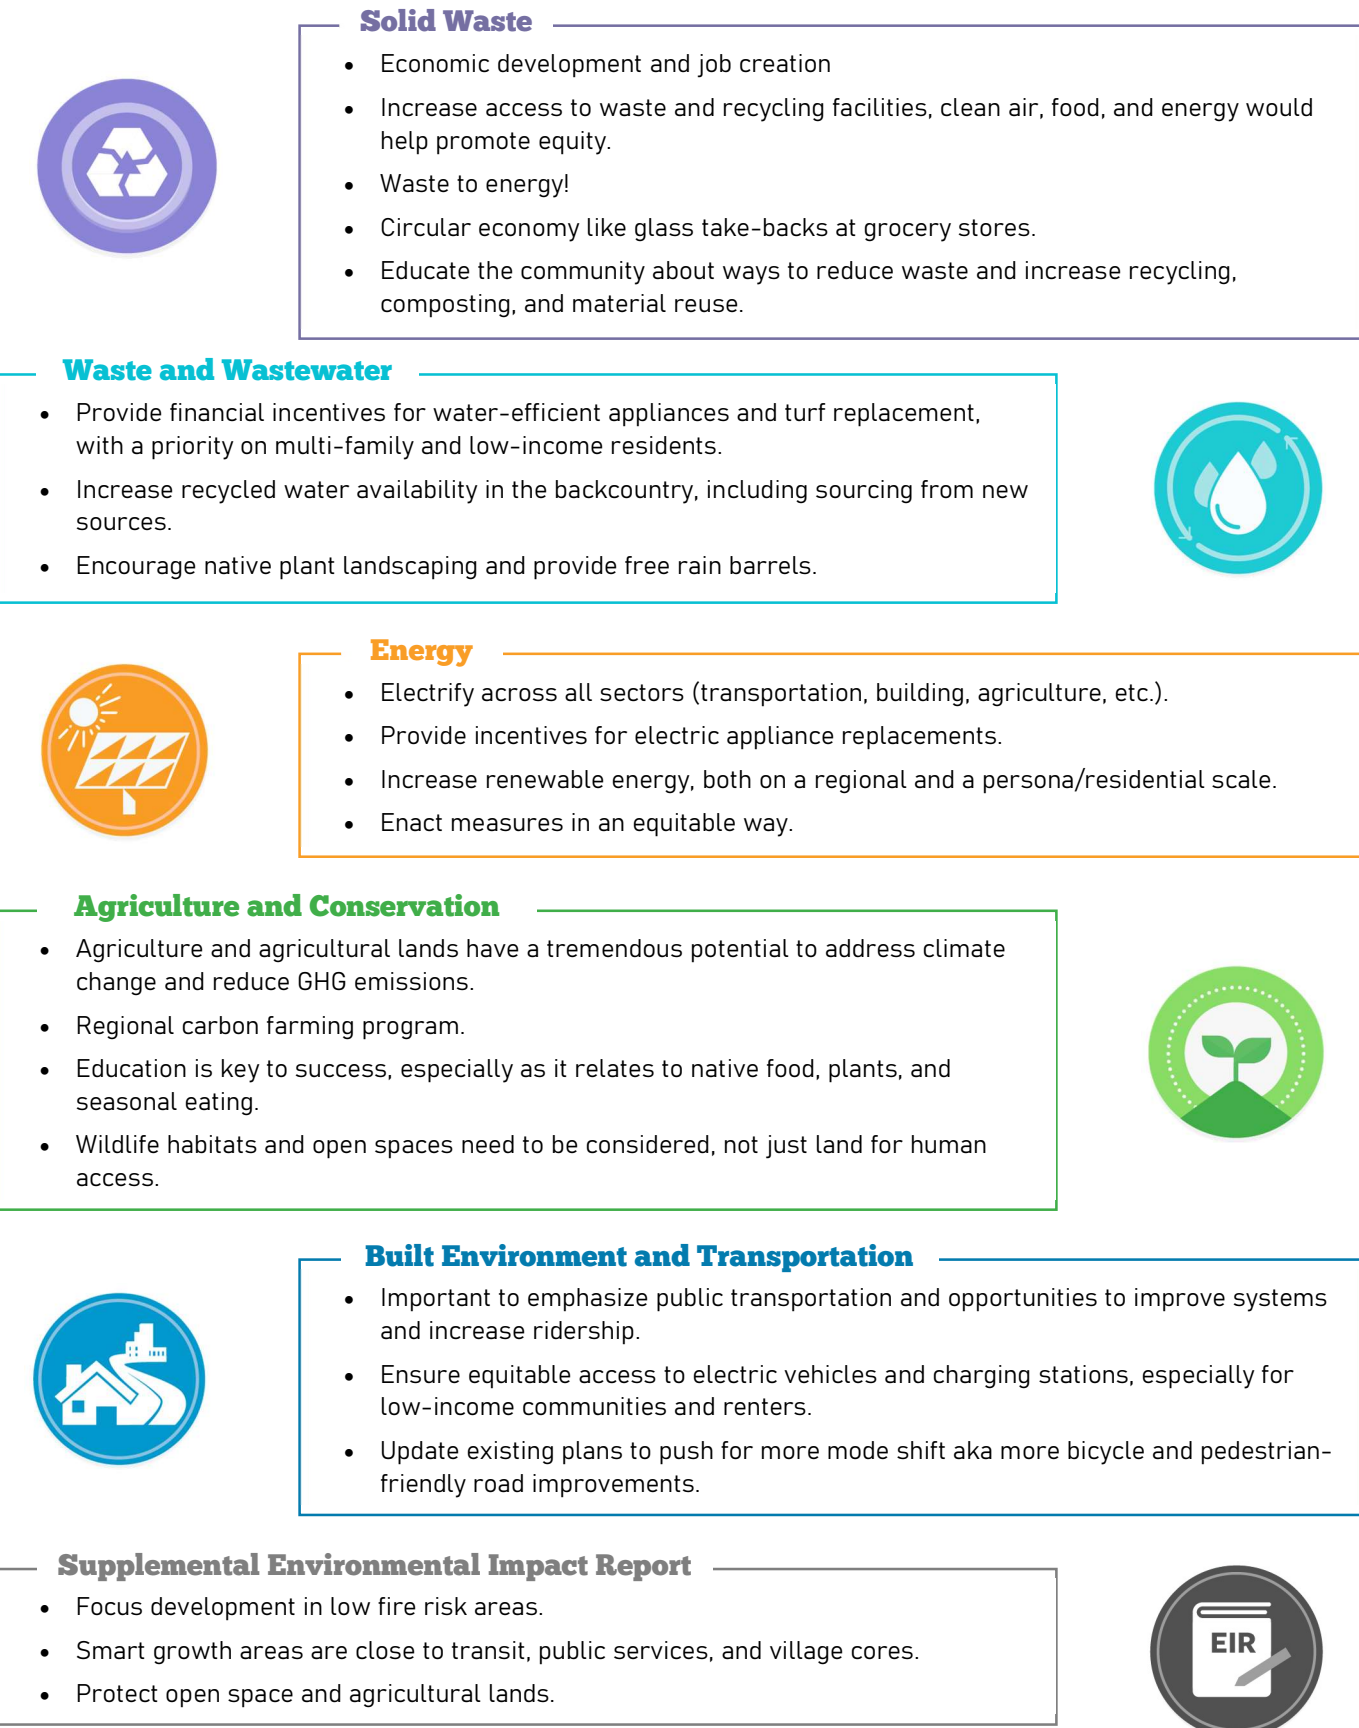 Solid Waste
• Economic development and job creation
• Increase access to waste and recycling facilities, clean air, food, and energy would
help promote equity.
• Waste to energy!
• Circular economy like glass take-backs at grocery stores.
• Educate the community about ways to reduce waste and increase recycling,
composting, and material reuse.
Waste and Wastewater
• Provide financial incentives for water-efficient appliances and turf replacement,
with a priority on multi-family and low-income residents.
• Increase recycled water availability in the backcountry, including sourcing from new
sources.
• Encourage native plant landscaping and provide free rain barrels.
Energy
• Electrify across all sectors (transportation, building, agriculture, etc.).
• Provide incentives for electric appliance replacements.
• Increase renewable energy, both on a regional and a persona/residential scale.
• Enact measures in an equitable way.
Agriculture and Conservation
• Agriculture and agricultural lands have a tremendous potential to address climate
change and reduce GHG emissions.
• Regional carbon farming program.
• Education is key to success, especially as it relates to native food, plants, and
seasonal eating.
• Wildlife habitats and open spaces need to be considered, not just land for human
access.
Built Environment and Transportation
• Important to emphasize public transportation and opportunities to improve systems
and increase ridership.
• Ensure equitable access to electric vehicles and charging stations, especially for
low-income communities and renters.
• Update existing plans to push for more mode shift aka more bicycle and pedestrian-
friendly road improvements.
Supplemental Environmental Impact Report
• Focus development in low fire risk areas.
• Smart growth areas are close to transit, public services, and village cores.
• Protect open space and agricultural lands.
EIR